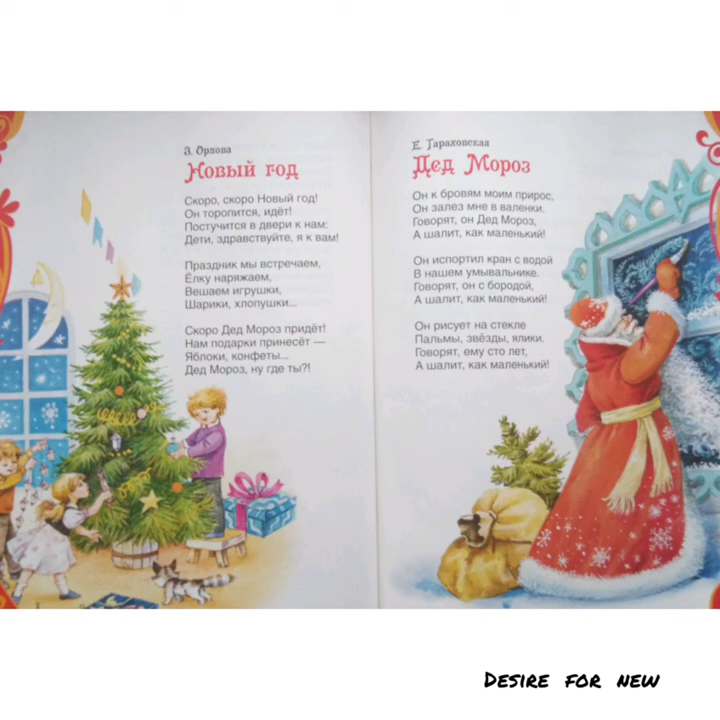 З. Орлова
Новый год
Скоро, скоро Новый год!
Он торопится, идёт!
Постучится в двери к нам:
Дети, здравствуйте, я к вам!
Праздник мы встречаем,
Ёлку наряжаем,
Вешаем игрушки,
Шарики, хлопушки...
Скоро Дед Мороз придёт!
Нам подарки принесёт —
Яблоки, конфеты...
Дед Мороз, ну где ты?!
Е. Тараховская
Дед Мороз
Он к бровям моим прирос,
Он залез мне в валенки.
Говорят, он Дед Мороз,
А шалит, как маленький!
Он испортил кран с водой
В нашем умывальнике.
Говорят, он с бородой,
А шалит, как маленький!
Он рисует на стекле
Пальмы, звёзды, ялики.
Говорят, ему сто лет,
А шалит, как маленький!
Desire for new